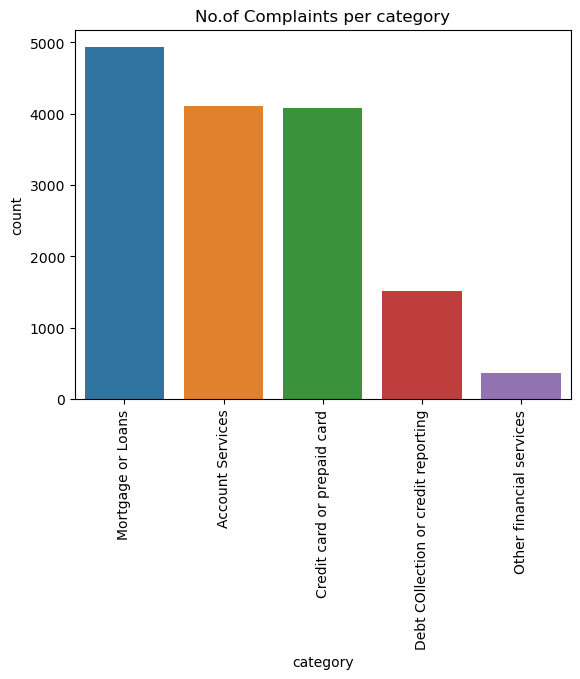 No.of Complaints per category
count
5000
4000
3000
2000
1000
0
Mortgage or Loans
Account Services
Credit card or prepaid card
Debt COllection or credit reporting
Other financial services
category